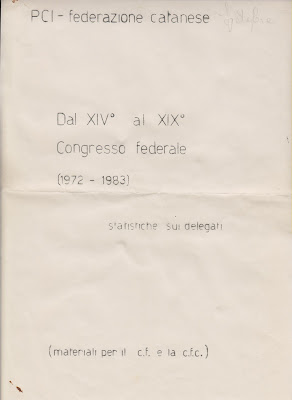 PCI - federazione catanese
Dal XIV° al XIX°
Congresso federale
(1972 - 1983)
statistiche sui delegati
(materiali per il c.f. e la c.f.c.)